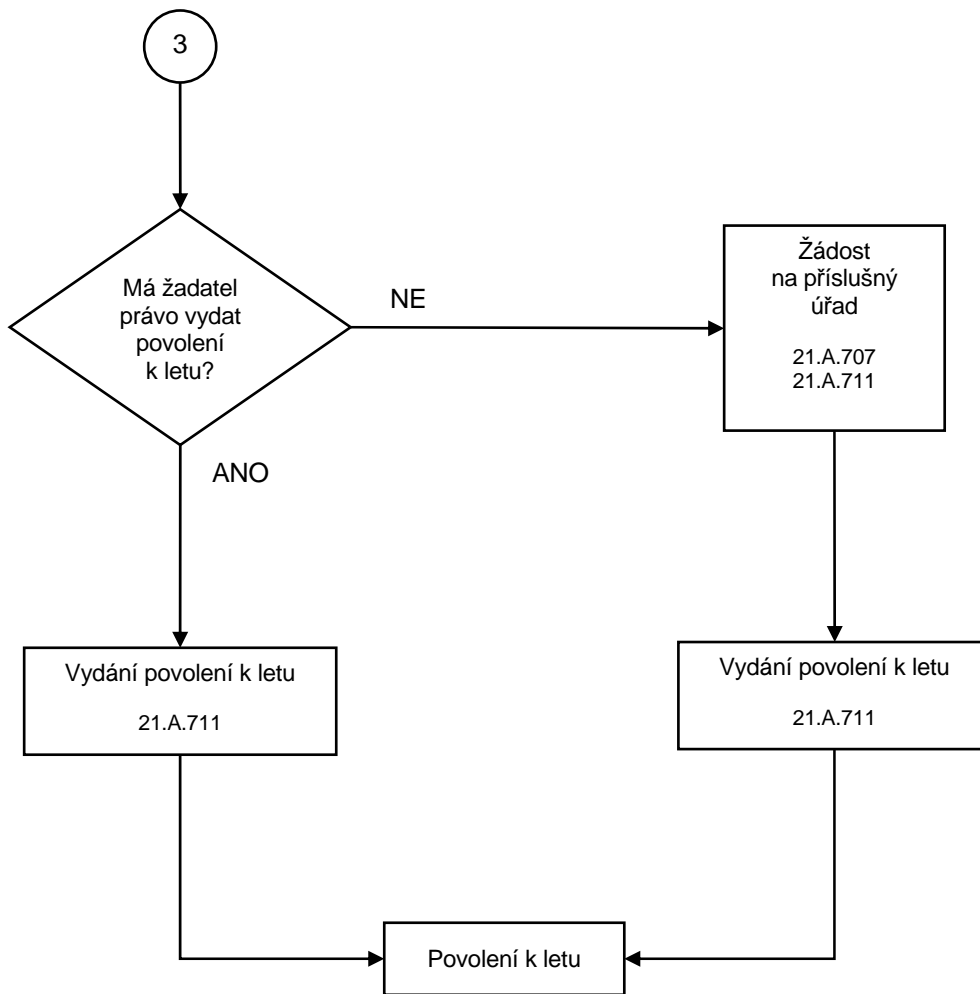 3
Má žadatel
právo vydat
povolení
k letu?
NE
Žádost
na příslušný
úřad
21.A.707
21.A.711
ANO
Vydání povolení k letu
21.A.711
Vydání povolení k letu
21.A.711
Povolení k letu